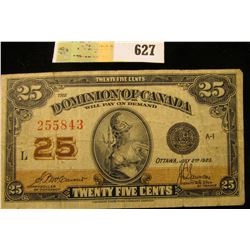 627
TWENTY FIVE CENTS
25 25
THE
DOMINION OF CANADA
WILL PAY ON DEMAND
255843
A-1
L 25
OTTAWA, JULY 2ND 1923.
25 25
TWENTY FIVE CENTS